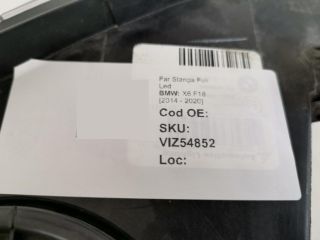 Far Stanga Full
Led
BMW: X6 F16
[2014 - 2020]
Cod OE:
SKU:
VIZ54852
Loc: